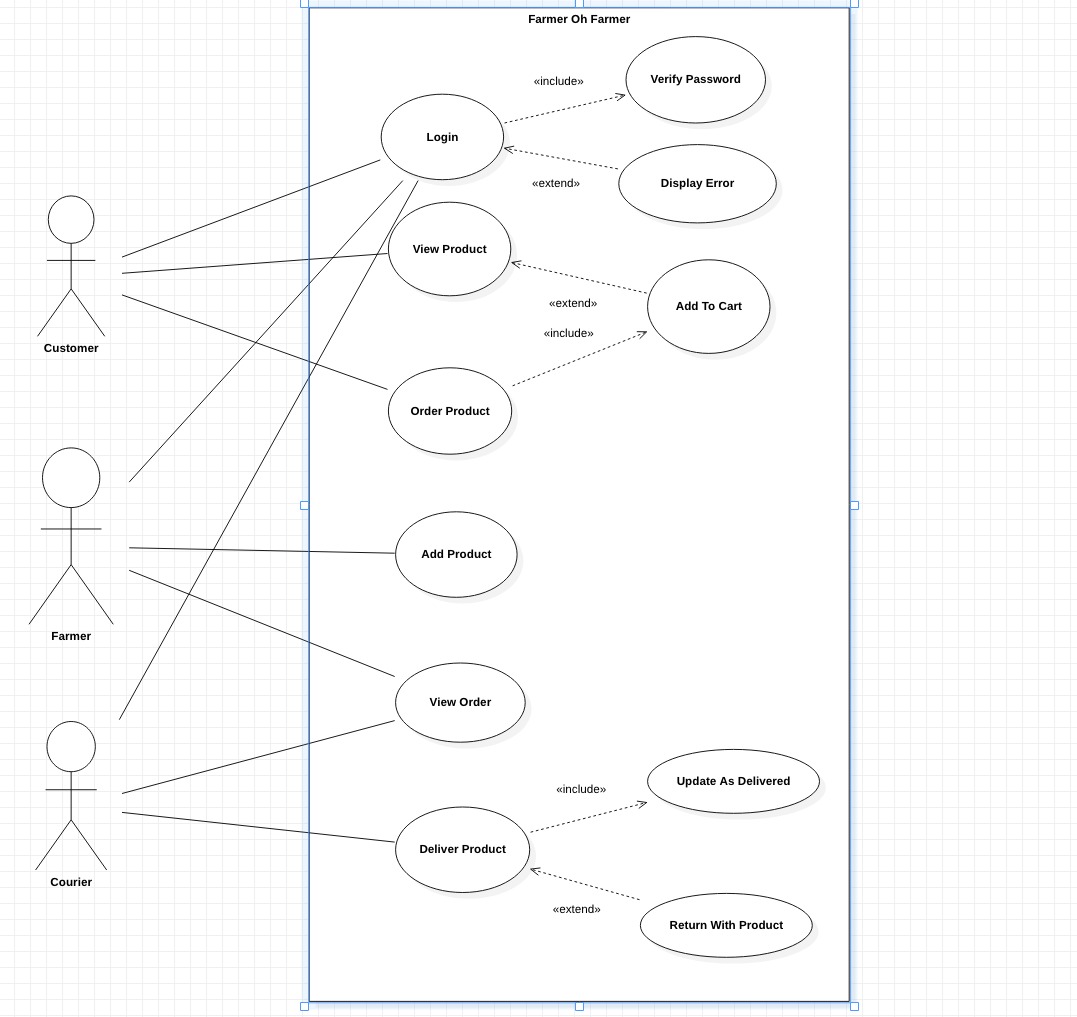 Farmer Oh Farmer
«include»
Verify Password
Login
«extend»
Display Error
View Product
«extend»
Add To Cart
«include»
Customer
Order Product
Add Product
Farmer
View Order
«include»
Update As Delivered
Deliver Product
Courier
«extend»
Return With Product